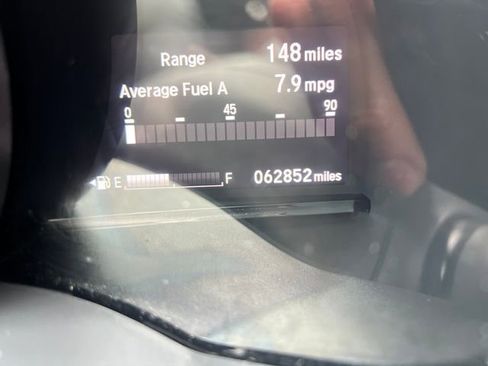 Range 148 miles
Average Fuel A 7.9 mpg
0 45 90
E F 062852 miles